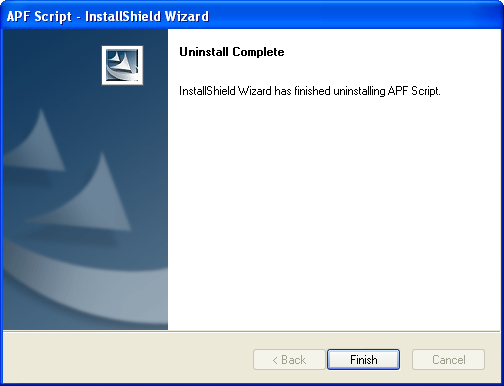 APF Script - InstallShield Wizard
Uninstall Complete
InstallShield Wizard has finished uninstalling APF Script.
< Back
Finish
Cancel